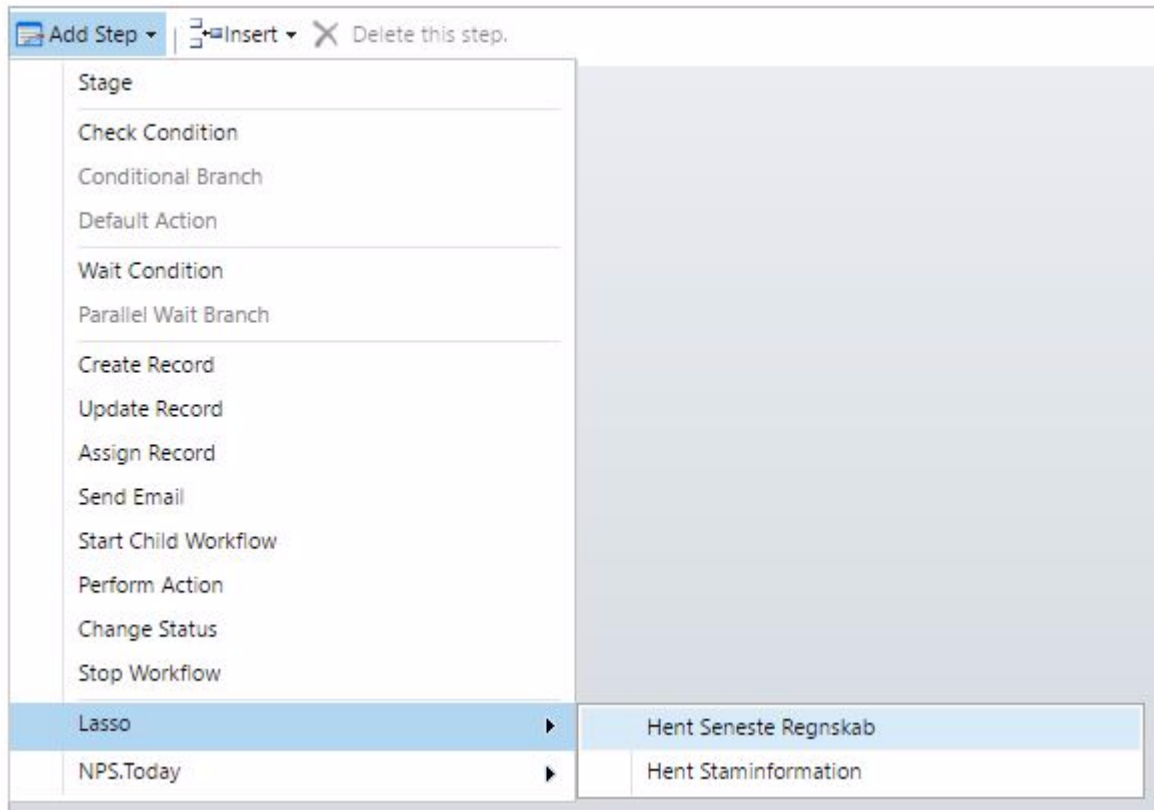 Add Step Insert Delete this step.
Stage
Check Condition
Conditional Branch
Default Action
Wait Condition
Parallel Wait Branch
Create Record
Update Record
Assign Record
Send Email
Start Child Workflow
Perform Action
Change Status
Stop Workflow
Lasso
Hent Seneste Regnskab
NPS.Today
Hent Staminformation